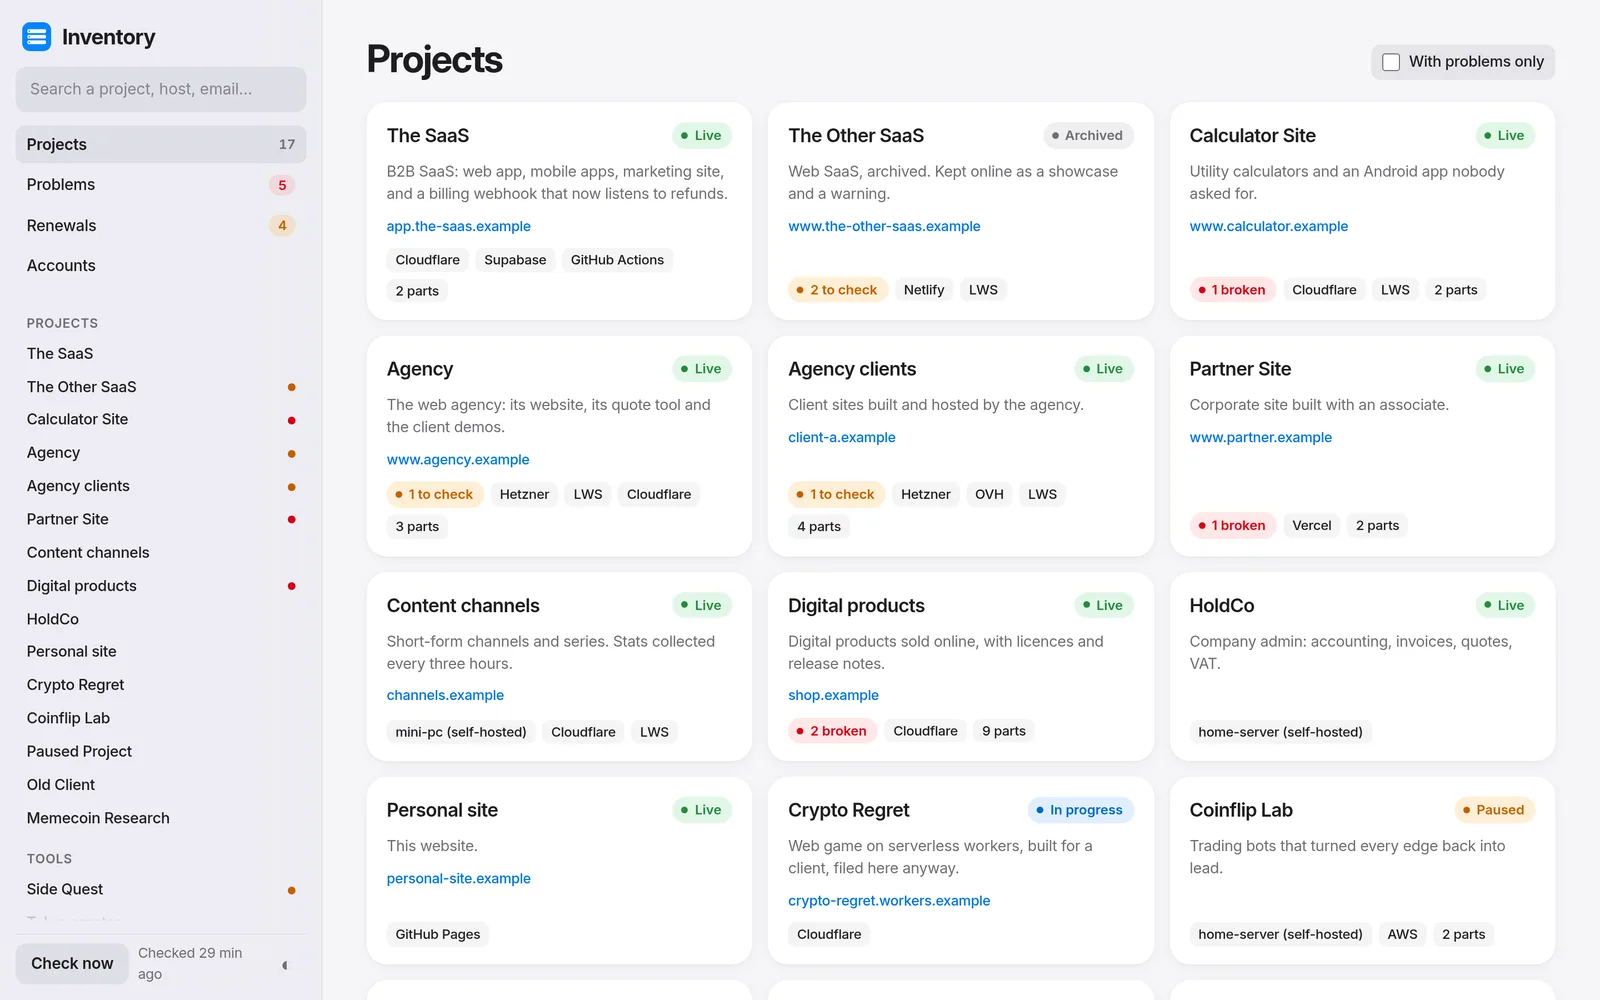 Inventory
Search a project, host, email...
Projects 17
Problems 5
Renewals 4
Accounts
PROJECTS
The SaaS
The Other SaaS
Calculator Site
Agency
Agency clients
Partner Site
Content channels
Digital products
HoldCo
Personal site
Crypto Regret
Coinflip Lab
Paused Project
Old Client
Memecoin Research
TOOLS
Side Quest
Check now
Checked 29 min
ago
Projects
With problems only
The SaaS
Live
B2B SaaS: web app, mobile apps, marketing site,
and a billing webhook that now listens to refunds.
app.the-saas.example
Cloudflare Supabase GitHub Actions
2 parts
The Other SaaS
Archived
Web SaaS, archived. Kept online as a showcase
and a warning.
www.the-other-saas.example
2 to check Netlify LWS
Calculator Site
Live
Utility calculators and an Android app nobody
asked for.
www.calculator.example
1 broken Cloudflare LWS 2 parts
Agency
Live
The web agency: its website, its quote tool and
the client demos.
www.agency.example
1 to check Hetzner LWS Cloudflare
3 parts
Agency clients
Live
Client sites built and hosted by the agency.
client-a.example
1 to check Hetzner OVH LWS
4 parts
Partner Site
Live
Corporate site built with an associate.
www.partner.example
1 broken Vercel 2 parts
Content channels
Live
Short-form channels and series. Stats collected
every three hours.
channels.example
mini-pc (self-hosted) Cloudflare LWS
Digital products
Live
Digital products sold online, with licences and
release notes.
shop.example
2 broken Cloudflare 9 parts
HoldCo
Live
Company admin: accounting, invoices, quotes,
VAT.
home-server (self-hosted)
Personal site
Live
This website.
personal-site.example
GitHub Pages
Crypto Regret
In progress
Web game on serverless workers, built for a
client, filed here anyway.
crypto-regret.workers.example
Cloudflare
Coinflip Lab
Paused
Trading bots that turned every edge back into
lead.
home-server (self-hosted) AWS 2 parts